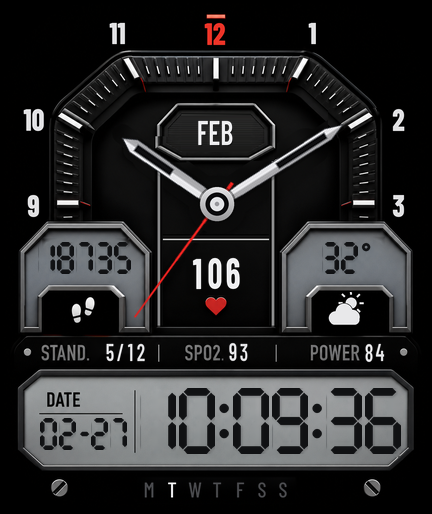 11 12 1
10 2
9 3
FEB
18735 32°
106
STAND. 5/12 | SPO2. 93 | POWER 84
DATE
02-27 10:09:36
M T W T F S S